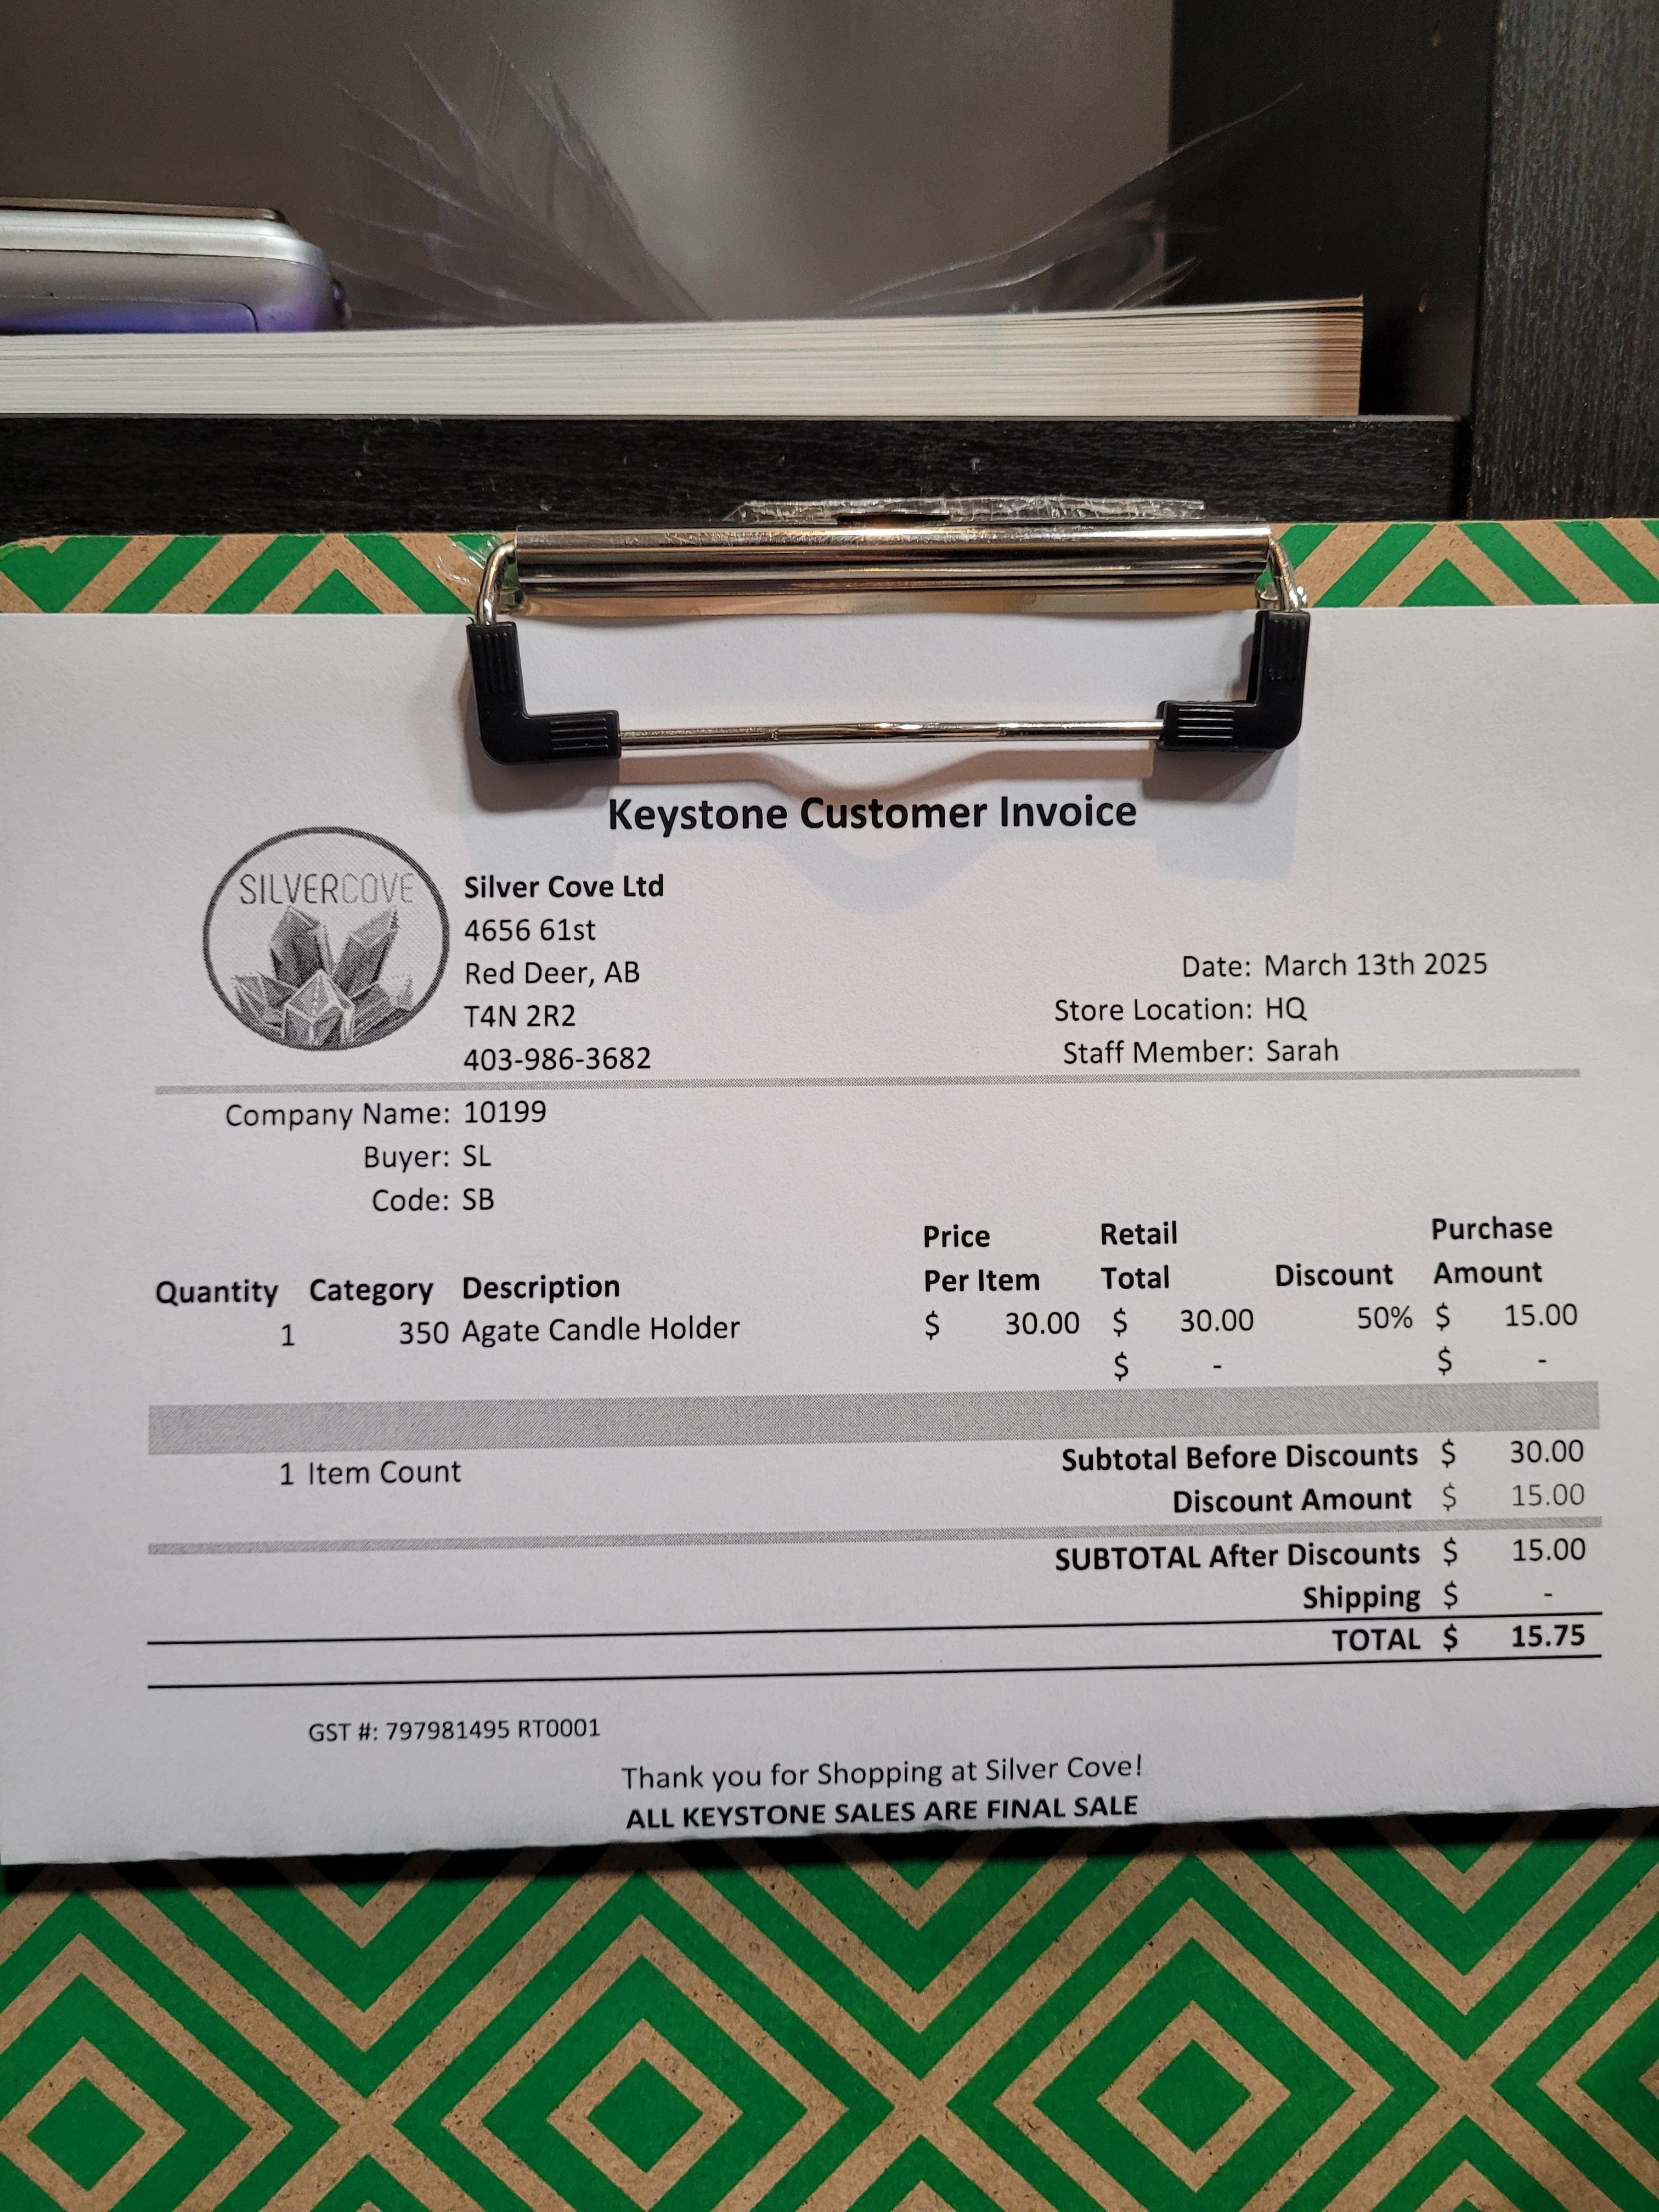 Keystone Customer Invoice
SILVERCOVE
Silver Cove Ltd
4656 61st
Red Deer, AB
T4N 2R2
403-986-3682
Date: March 13th 2025
Store Location: HQ
Staff Member: Sarah
Company Name: 10199
Buyer: SL
Code: SB
Quantity Category Description Price Per Item Retail Total Discount Purchase Amount
1 350 Agate Candle Holder $ 30.00 $ 30.00 50% $ 15.00
$ - $ -
1 Item Count
Subtotal Before Discounts $ 30.00
Discount Amount $ 15.00
SUBTOTAL After Discounts $ 15.00
Shipping $ -
TOTAL $ 15.75
GST #: 797981495 RT0001
Thank you for Shopping at Silver Cove!
ALL KEYSTONE SALES ARE FINAL SALE